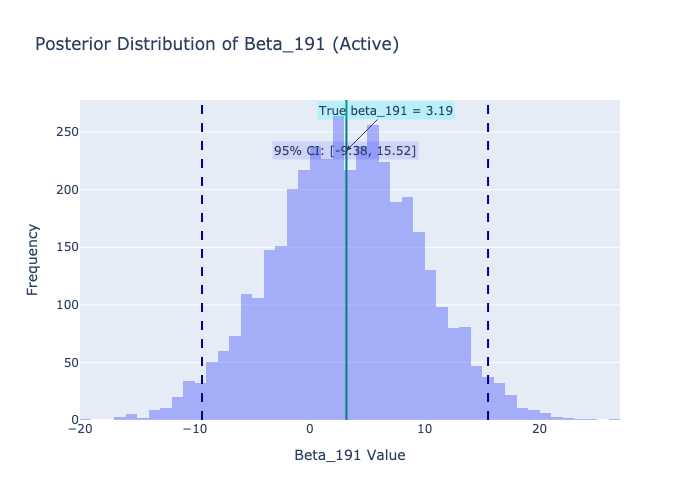 Posterior Distribution of Beta_191 (Active)
True beta_191 = 3.19
95% CI: [-9.38, 15.52]
Frequency
250
200
150
100
50
0
−20
−10
0
10
20
Beta_191 Value